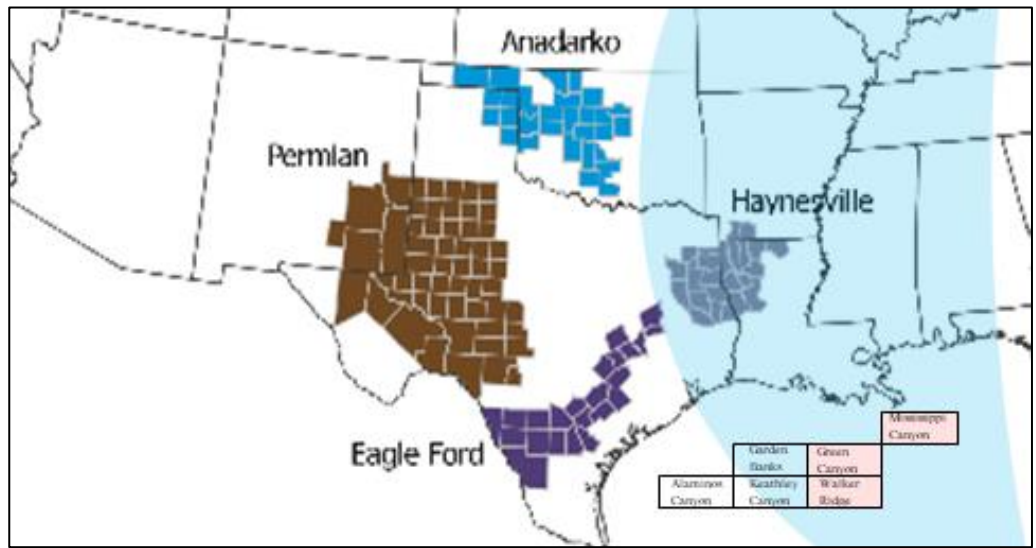 Anadarko
Permian
Haynesville
Eagle Ford
Mississippi
Canyon
Garden
Banks
Green
Canyon
Alaminos
Canyon
Keathley
Canyon
Walker
Ridge